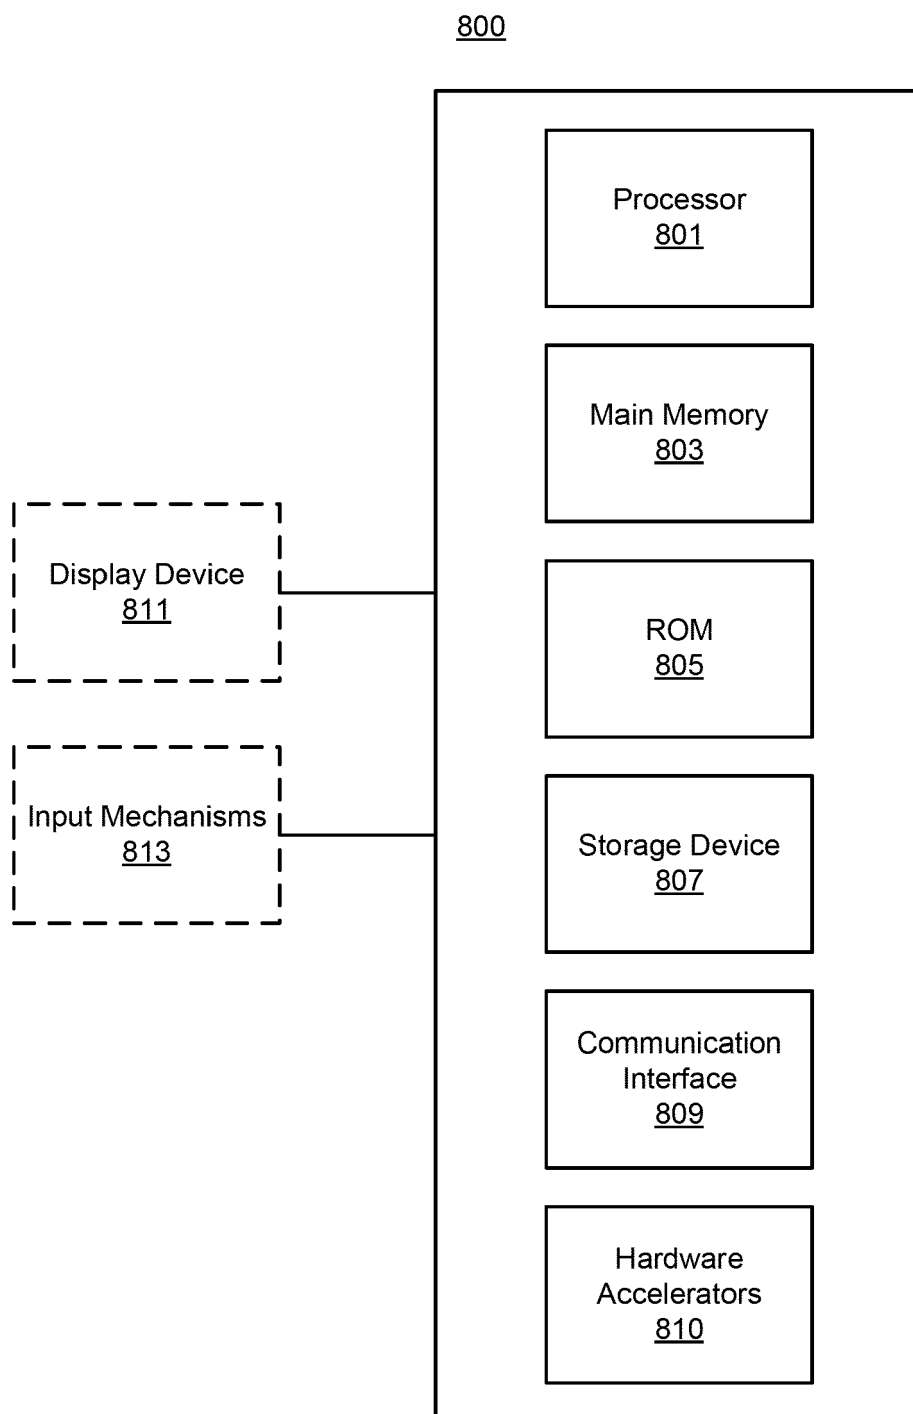 800
Processor
801
Main Memory
803
Display Device
811
ROM
805
Input Mechanisms
813
Storage Device
807
Communication
Interface
809
Hardware
Accelerators
810